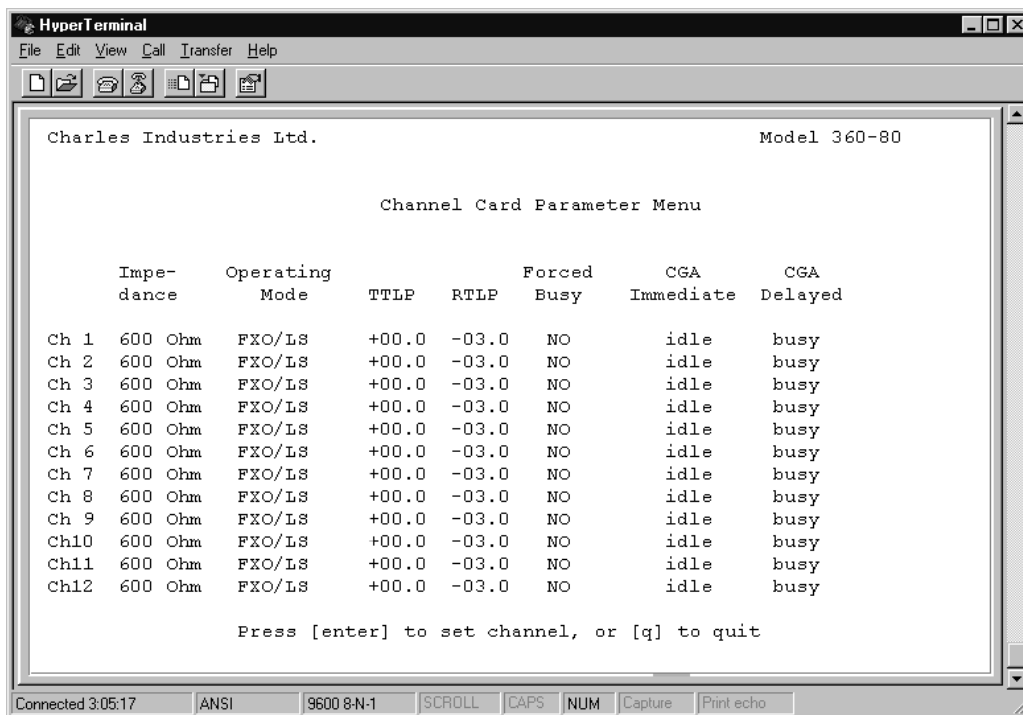 HyperTerminal
File Edit View Call Transfer Help
Charles Industries Ltd. Model 360-80
Channel Card Parameter Menu
Impe- Operating Forced CGA CGA
dance Mode TTLP RTLP Busy Immediate Delayed
Ch 1 600 Ohm FXO/LS +00.0 -03.0 NO idle busy
Ch 2 600 Ohm FXO/LS +00.0 -03.0 NO idle busy
Ch 3 600 Ohm FXO/LS +00.0 -03.0 NO idle busy
Ch 4 600 Ohm FXO/LS +00.0 -03.0 NO idle busy
Ch 5 600 Ohm FXO/LS +00.0 -03.0 NO idle busy
Ch 6 600 Ohm FXO/LS +00.0 -03.0 NO idle busy
Ch 7 600 Ohm FXO/LS +00.0 -03.0 NO idle busy
Ch 8 600 Ohm FXO/LS +00.0 -03.0 NO idle busy
Ch 9 600 Ohm FXO/LS +00.0 -03.0 NO idle busy
Ch10 600 Ohm FXO/LS +00.0 -03.0 NO idle busy
Ch11 600 Ohm FXO/LS +00.0 -03.0 NO idle busy
Ch12 600 Ohm FXO/LS +00.0 -03.0 NO idle busy
Press [enter] to set channel, or [q] to quit
Connected 3:05:17 ANSI 9600 8-N-1 SCROLL CAPS NUM Capture Print echo